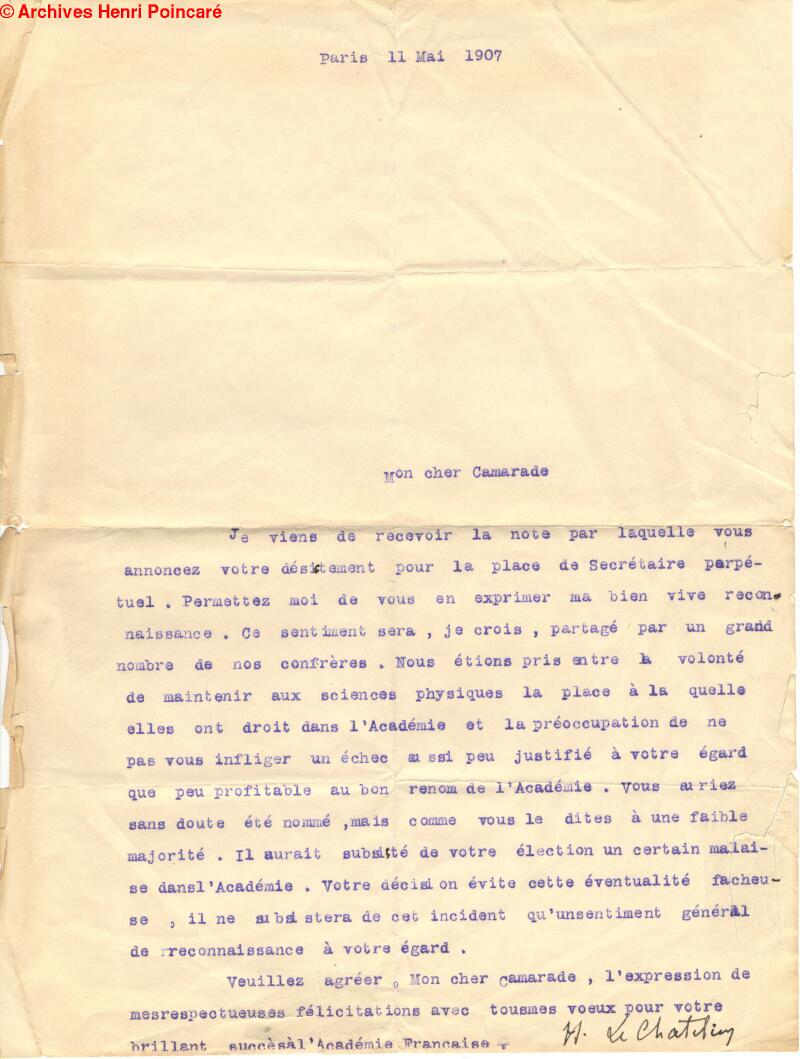 © Archives Henri Poincaré
Paris 11 Mai 1907
Mon cher Camarade
Je viens de recevoir la note par laquelle vous
annoncez votre désistement pour la place de Secrétaire perpé-
tuel . Permettez moi de vous en exprimer ma bien vive recon-
naissance . Ce sentiment sera , je crois , partagé par un grand
nombre de nos confrères . Nous étions pris entre la volonté
de maintenir aux sciences physiques la place à la quelle
elles ont droit dans l'Académie et la préoccupation de ne
pas vous infliger un échec aussi peu justifié à votre égard
que peu profitable au bon renom de l'Académie . Vous auriez
sans doute été nommé ,mais comme vous le dites à une faible
majorité . Il aurait subsité de votre élection un certain malai-
se dansl'Académie . Votre décision évite cette éventualité facheu-
se , il ne subsistera de cet incident qu'unsentiment général
de rreconnaissance à votre égard .
Veuillez agréer , Mon cher Camarade , l'expression de
mesrespectueuses félicitations avec tousmes voeux pour votre
brillant succèsàl'Académie Française .
H. Le Chatelier